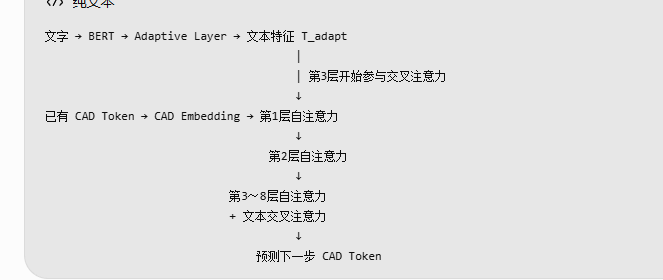 </> 纯文本
文字 → BERT → Adaptive Layer → 文本特征 T_adapt
|
| 第3层开始参与交叉注意力
↓
已有 CAD Token → CAD Embedding → 第1层自注意力
↓
第2层自注意力
↓
第3～8层自注意力
+ 文本交叉注意力
↓
预测下一步 CAD Token